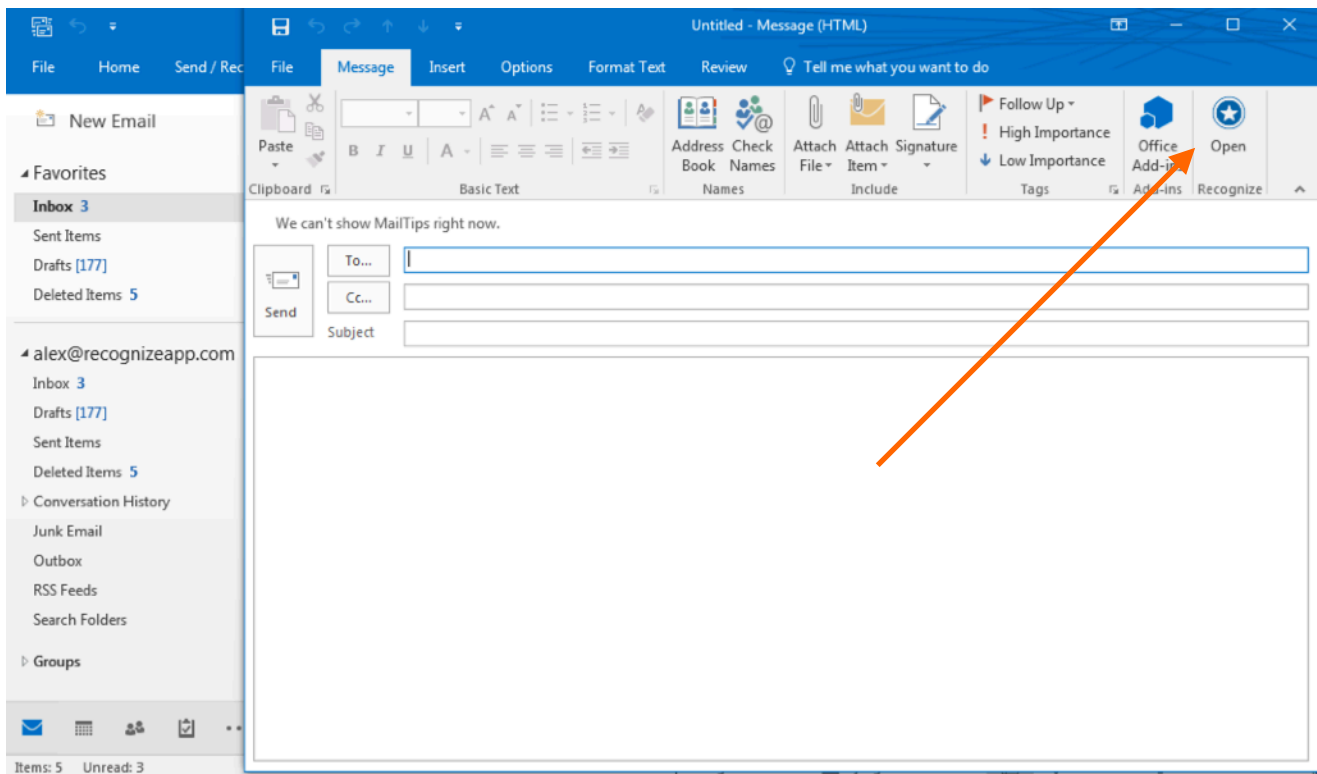 Untitled - Message (HTML)
File Home Send / Rec
File Message Insert Options Format Text Review Tell me what you want to do
New Email
Favorites
Inbox 3
Sent Items
Drafts [177]
Deleted Items 5
alex@recognizeapp.com
Inbox 3
Drafts [177]
Sent Items
Deleted Items 5
Conversation History
Junk Email
Outbox
RSS Feeds
Search Folders
Groups
Items: 5 Unread: 3
Paste
Clipboard
B I U A
Basic Text
Address Book
Check Names
Names
Attach File
Attach Item
Signature
Include
Follow Up
High Importance
Low Importance
Tags
Office
Add-ins
Add-ins
Open
Recognize
We can't show MailTips right now.
Send
To...
Cc...
Subject